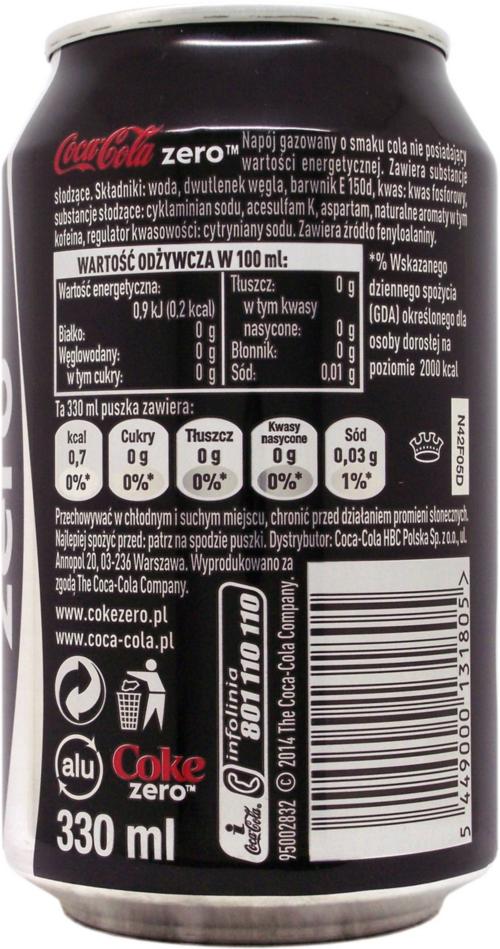 Coca-Cola zero™ Napój gazowany o smaku cola nie posiadający
wartości energetycznej. Zawiera substancje
słodzące. Składniki: woda, dwutlenek węgla, barwnik E 150d, kwas: kwas fosforowy,
substancje słodzące: cyklaminian sodu, acesulfam K, aspartam, naturalne aromaty w tym
kofeina, regulator kwasowości: cytryniany sodu. Zawiera źródło fenyloalaniny.
WARTOŚĆ ODŻYWCZA W 100 ml:
Wartość energetyczna:
0,9 kJ (0,2 kcal)
Białko: 0 g
Węglowodany: 0 g
w tym cukry: 0 g
Tłuszcz: 0 g
w tym kwasy
nasycone: 0 g
Błonnik: 0 g
Sód: 0,01 g
*% Wskazanego
dziennego spożycia
(GDA) określonego dla
osoby dorosłej na
poziomie 2000 kcal
Ta 330 ml puszka zawiera:
kcal
0,7
0%*
Cukry
0 g
0%*
Tłuszcz
0 g
0%*
Kwasy
nasycone
0 g
0%*
Sód
0,03 g
1%*
N42F05D
Przechowywać w chłodnym i suchym miejscu, chronić przed działaniem promieni słonecznych.
Najlepiej spożyć przed: patrz na spodzie puszki. Dystrybutor: Coca-Cola HBC Polska Sp. z o.o., ul.
Annopol 20, 03-236 Warszawa. Wyprodukowano za
zgodą The Coca-Cola Company.
www.cokezero.pl
www.coca-cola.pl
alu
Coke
zero™
330 ml
i
Coca-Cola®
infolinia
801 110 110
95002832 © 2014 The Coca-Cola Company.
5 449000 131805 >
zero